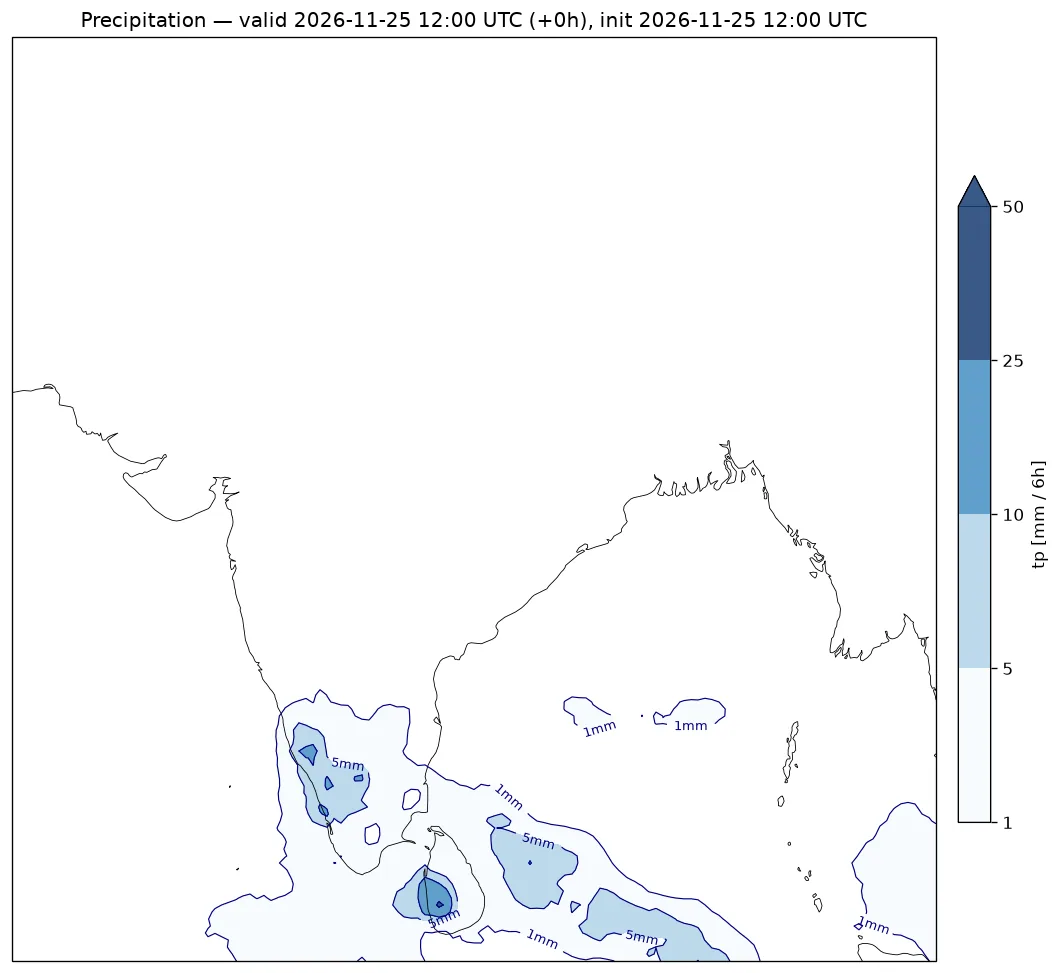 Precipitation — valid 2026-11-25 12:00 UTC (+0h), init 2026-11-25 12:00 UTC
50
25
10
5
1
tp [mm / 6h]
1mm
1mm
5mm
1mm
5mm
5mm
1mm
5mm
1mm